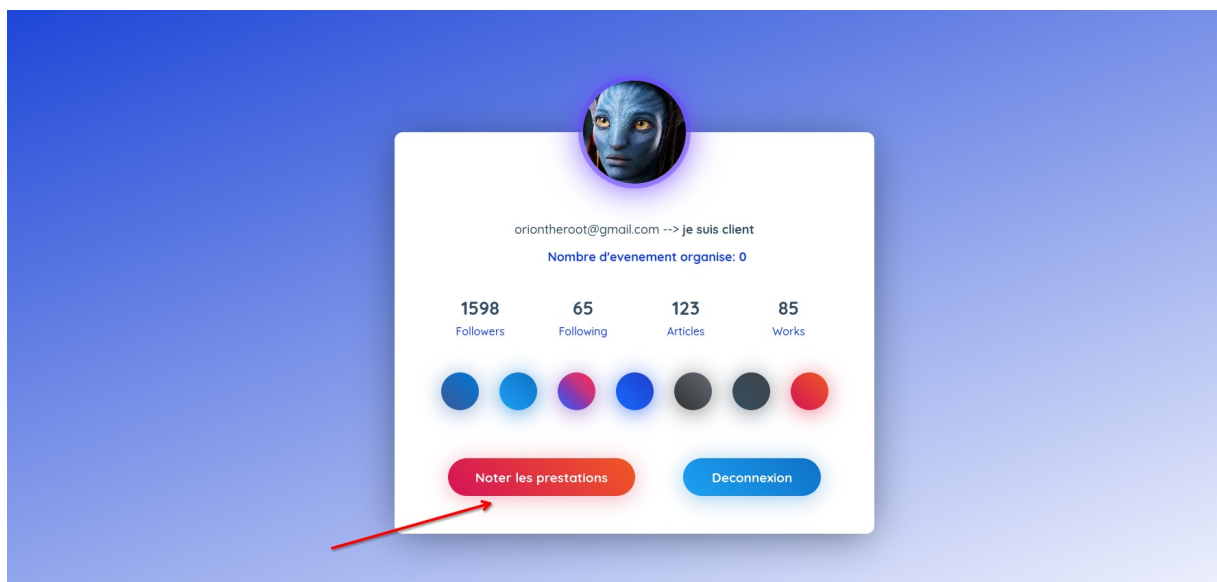 oriontheroot@gmail.com --> je suis client
Nombre d'evenement organise: 0
1598 65 123 85
Followers Following Articles Works
Noter les prestations Deconnexion